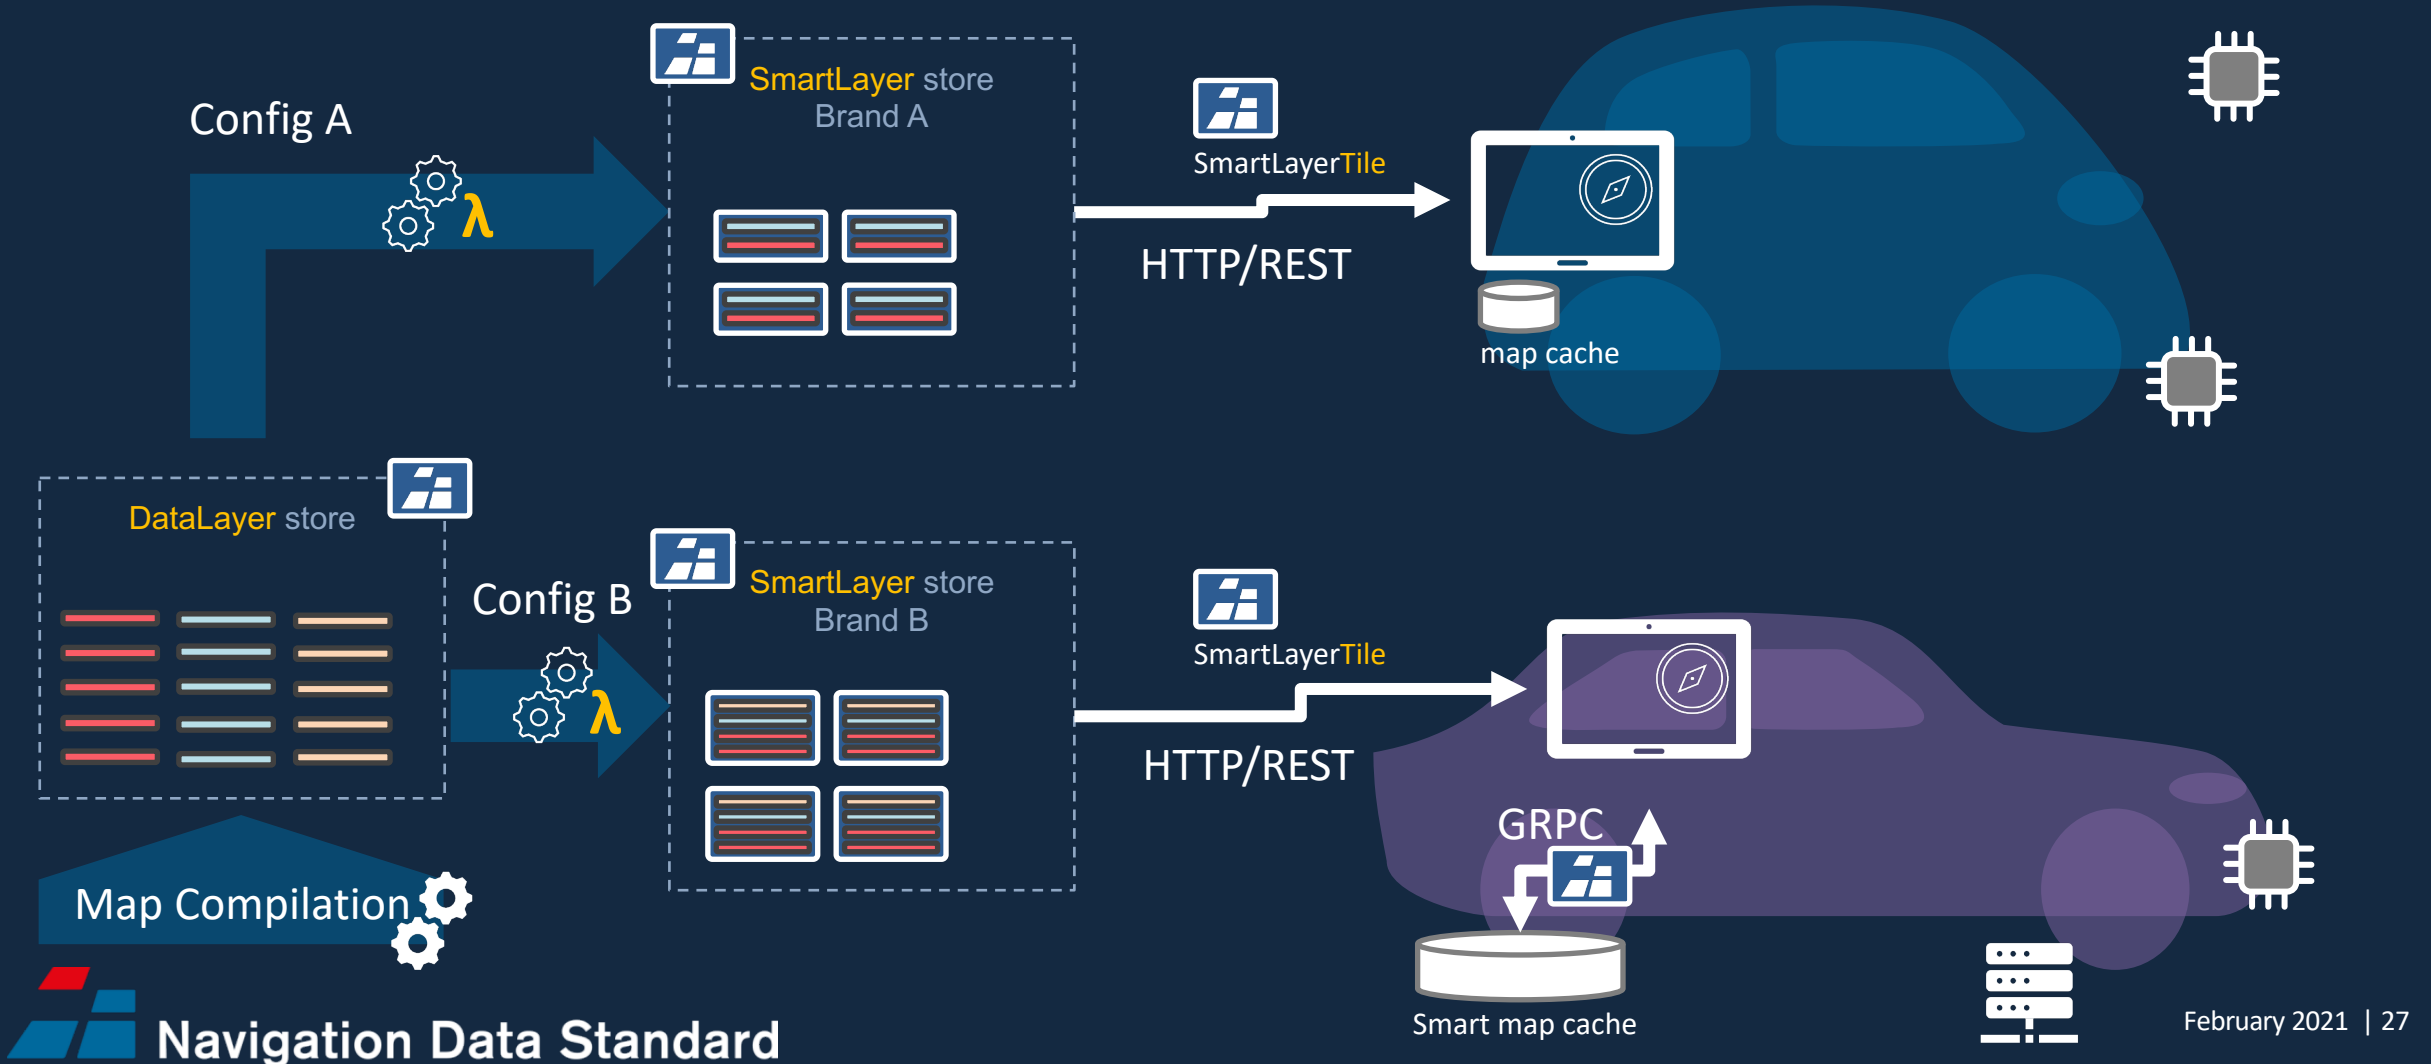 Config A
λ
SmartLayer store
Brand A
SmartLayerTile
HTTP/REST
map cache
DataLayer store
Config B
λ
SmartLayer store
Brand B
SmartLayerTile
HTTP/REST
GRPC
Smart map cache
Map Compilation
Navigation Data Standard
February 2021 | 27